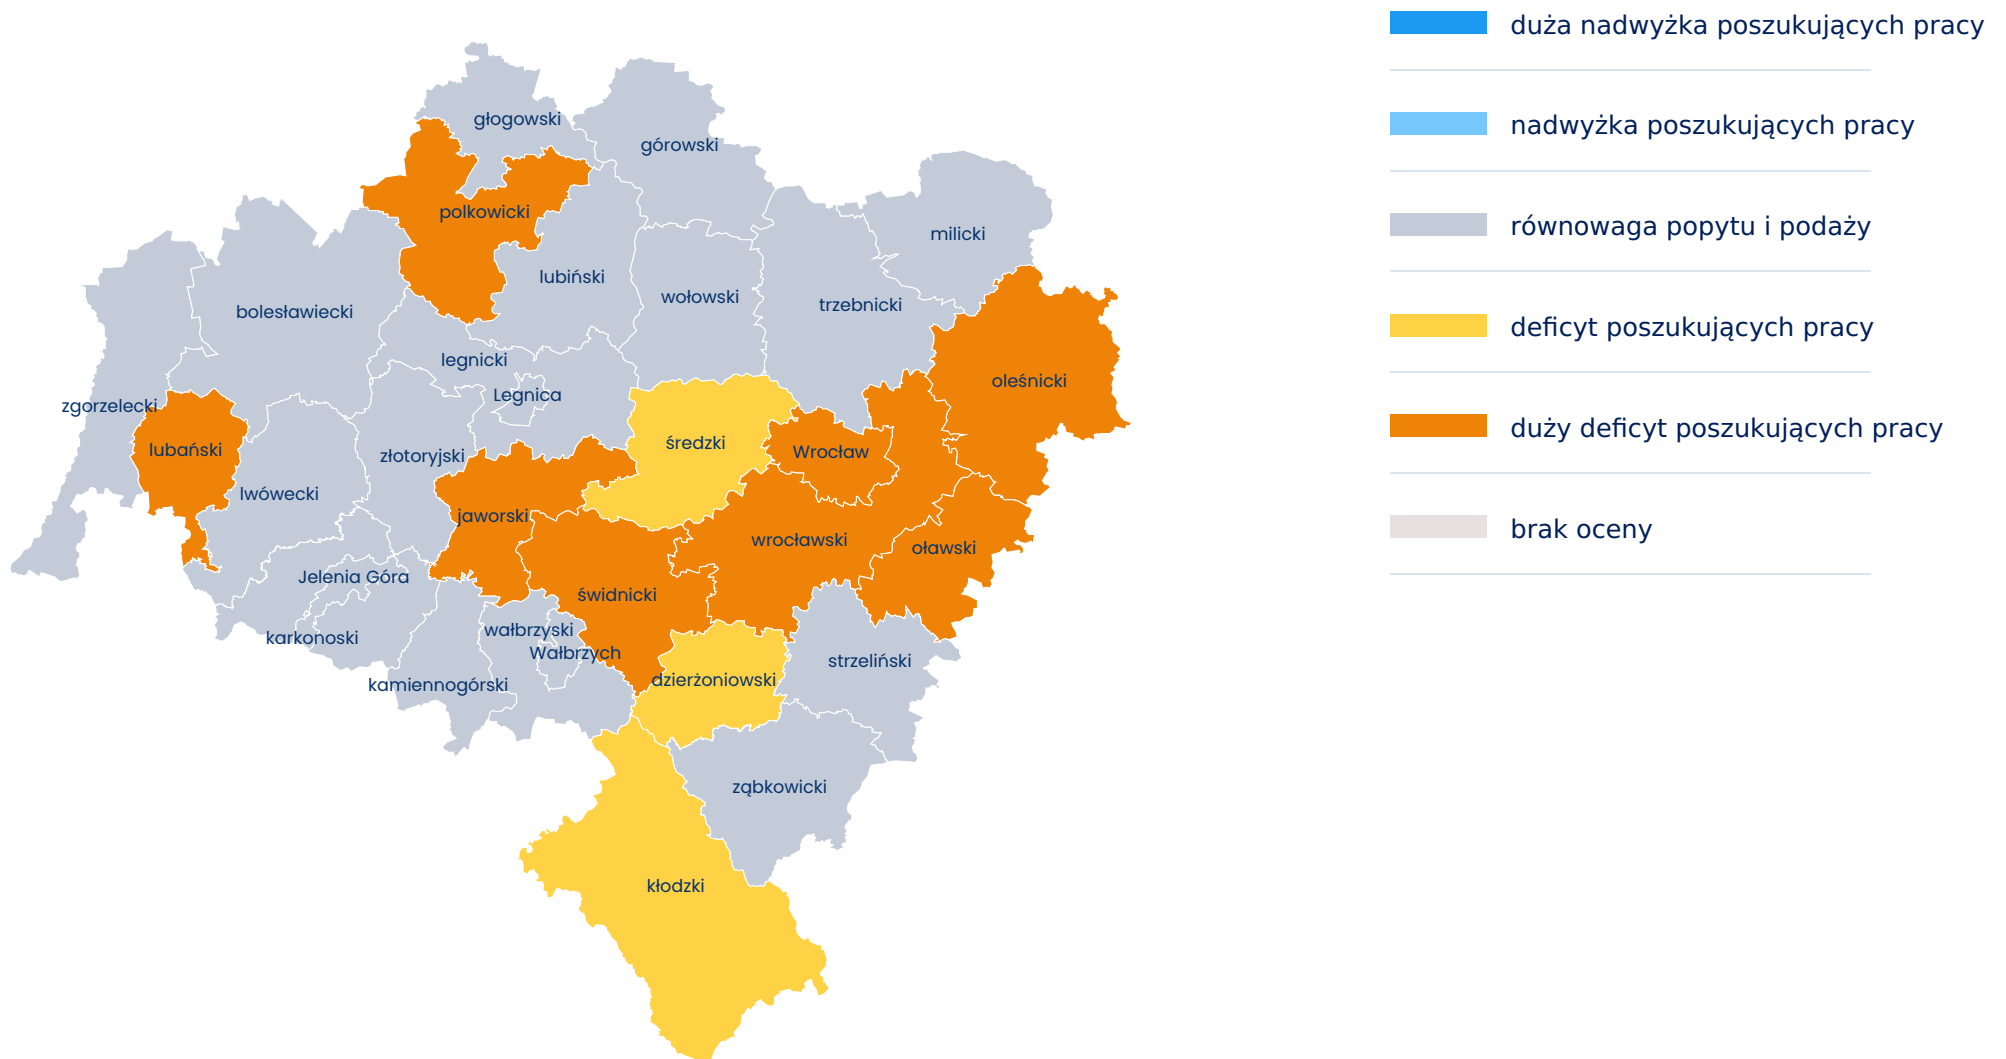 głogowski
górowski
polkowicki
milicki
lubiński
wołowski
trzebnicki
bolesławiecki
legnicki
oleśnicki
Legnica
zgorzelecki
średzki
lubański
Wrocław
złotoryjski
lwówecki
jaworski
wrocławski
oławski
Jelenia Góra
świdnicki
wałbrzyski
karkonoski
Wałbrzych
strzeliński
dzierżoniowski
kamiennogórski
ząbkowicki
kłodzki
duża nadwyżka poszukujących pracy
nadwyżka poszukujących pracy
równowaga popytu i podaży
deficyt poszukujących pracy
duży deficyt poszukujących pracy
brak oceny